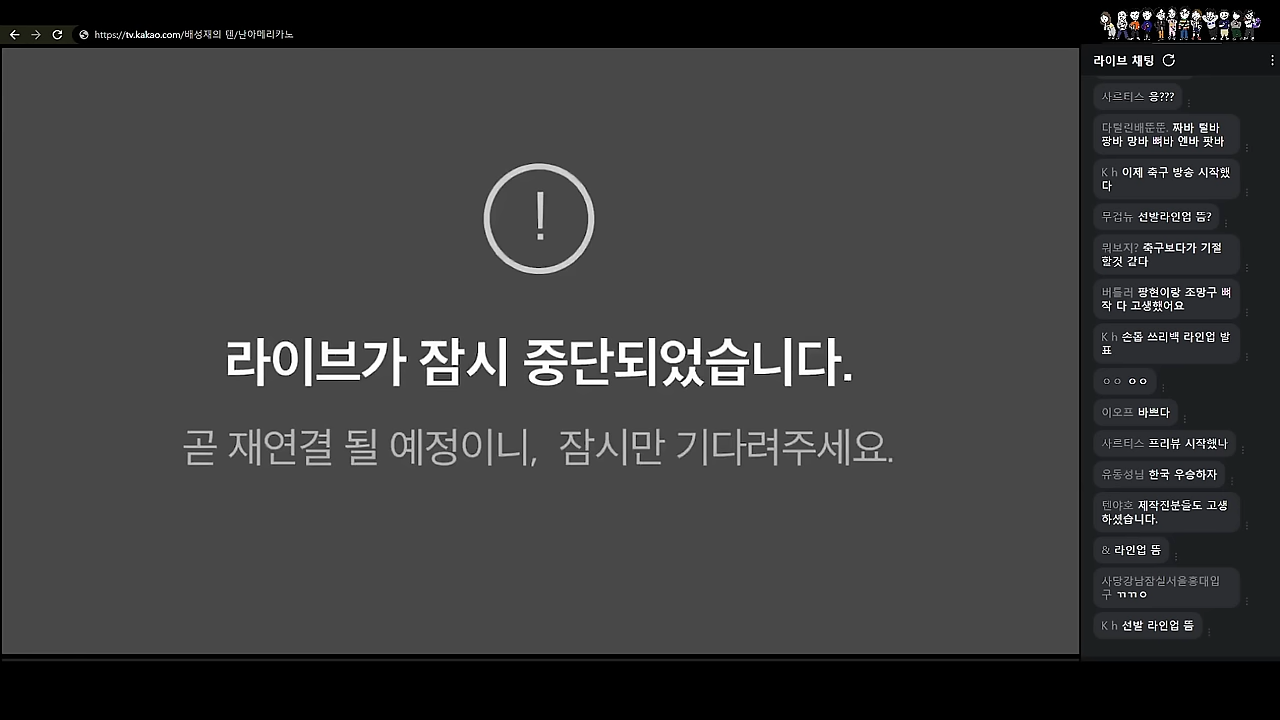 https://tv.kakao.com/배성재의 텐/난아메리카노
라이브가 잠시 중단되었습니다.
곧 재연결 될 예정이니, 잠시만 기다려주세요.
라이브 채팅
사르티스 응???
다털린배뚠뚠. 짜바 털바
쫭바 망바 뼈바 엔바 팟바
K h 이제 축구 방송 시작했
다
무겁뉴 선발라인업 뜸?
뭐보지? 축구보다가 기절
할것 같다
버틀러 쫭현이랑 조망구 뼈
작 다 고생했어요
K h 손톱 쓰리백 라인업 발
표
ㅇㅇ ㅇㅇ
이오프 바쁘다
사르티스 프리뷰 시작했나
유동성님 한국 우승하자
텐야호 제작진분들도 고생
하셨습니다.
& 라인업 뜸
사당강남잠실서울홍대입
구 ㄲㄲㅇ
K h 선발 라인업 뜸